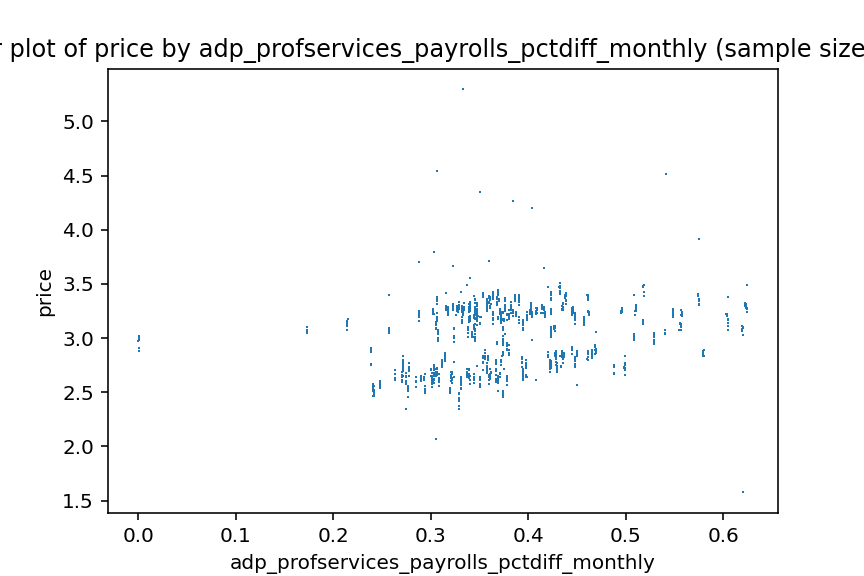 r plot of price by adp_profservices_payrolls_pctdiff_monthly (sample size
price
5.0
4.5
4.0
3.5
3.0
2.5
2.0
1.5
0.0 0.1 0.2 0.3 0.4 0.5 0.6
adp_profservices_payrolls_pctdiff_monthly